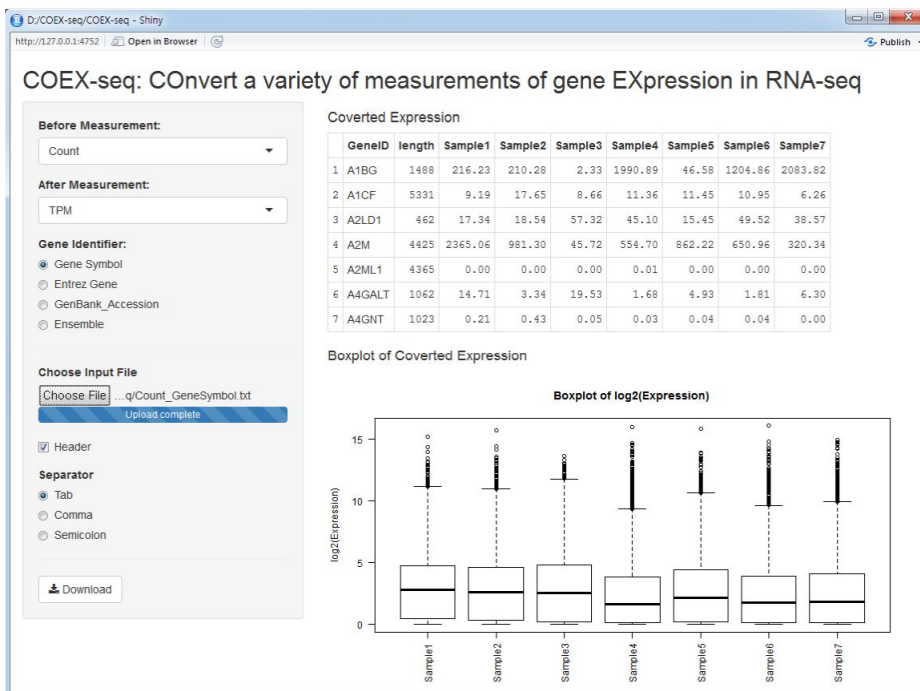 D:/COEX-seq/COEX-seq - Shiny
http://127.0.0.1:4752 Open in Browser Publish
COEX-seq: COnvert a variety of measurements of gene EXpression in RNA-seq
Before Measurement:
Count
After Measurement:
TPM
Gene Identifier:
Gene Symbol
Entrez Gene
GenBank_Accession
Ensemble
Choose Input File
Choose File ...q/Count_GeneSymbol.txt
Upload complete
Header
Separator
Tab
Comma
Semicolon
Download
Coverted Expression
GeneID length Sample1 Sample2 Sample3 Sample4 Sample5 Sample6 Sample7
1 A1BG 1488 216.23 210.28 2.33 1990.89 46.58 1204.86 2083.82
2 A1CF 5331 9.19 17.65 8.66 11.36 11.45 10.95 6.26
3 A2LD1 462 17.34 18.54 57.32 45.10 15.45 49.52 38.57
4 A2M 4425 2365.06 981.30 45.72 554.70 862.22 650.96 320.34
5 A2ML1 4365 0.00 0.00 0.00 0.01 0.00 0.00 0.00
6 A4GALT 1062 14.71 3.34 19.53 1.68 4.93 1.81 6.30
7 A4GNT 1023 0.21 0.43 0.05 0.03 0.04 0.04 0.00
Boxplot of Coverted Expression
Boxplot of log2(Expression)
log2(Expression)
15
10
5
0
Sample1 Sample2 Sample3 Sample4 Sample5 Sample6 Sample7